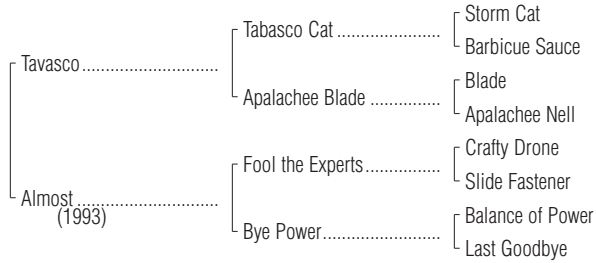 Storm Cat
Tabasco Cat ....................
Barbicue Sauce
Tavasco..........................
Blade
Apalachee Blade .............
Apalachee Nell
Crafty Drone
Fool the Experts..............
Slide Fastener
Almost ...........................
(1993)
Balance of Power
Bye Power......................
Last Goodbye